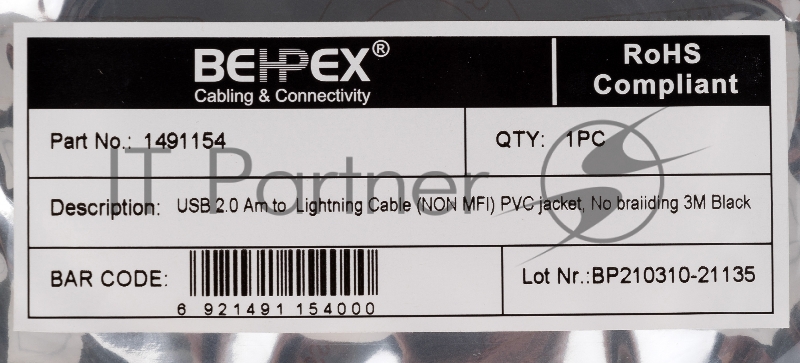 BEHPEX®
Cabling & Connectivity
RoHS
Compliant
Part No.: 1491154
QTY: 1PC
IT Partner
Description: USB 2.0 Am to Lightning Cable (NON MFI) PVC jacket, No braiiding 3M Black
BAR CODE:
6 921491 154000
Lot Nr.:BP210310-21135